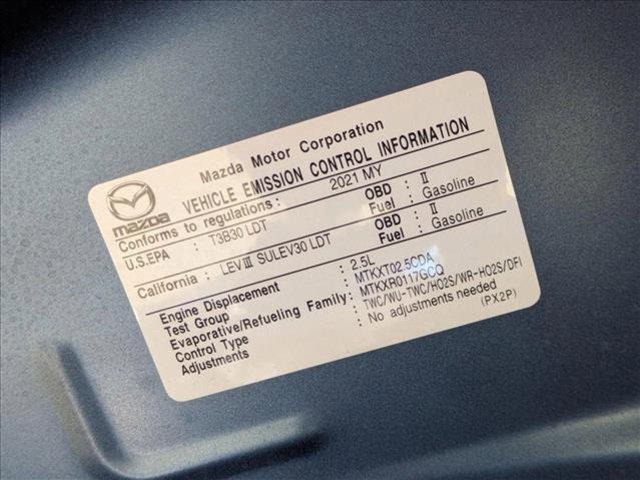 mazda
Mazda Motor Corporation
VEHICLE EMISSION CONTROL INFORMATION
Conforms to regulations: 2021 MY
U.S.EPA : T3B30 LDT OBD : II
Fuel : Gasoline
California : LEVIII SULEV30 LDT OBD : II
Fuel : Gasoline
Engine Displacement : 2.5L
Test Group : MTKXT02.5CDA
Evaporative/Refueling Family: MTKXR0117GCQ
Control Type : TWC/WU-TWC/HO2S/WR-HO2S/DFI
Adjustments : No adjustments needed
(PX2P)